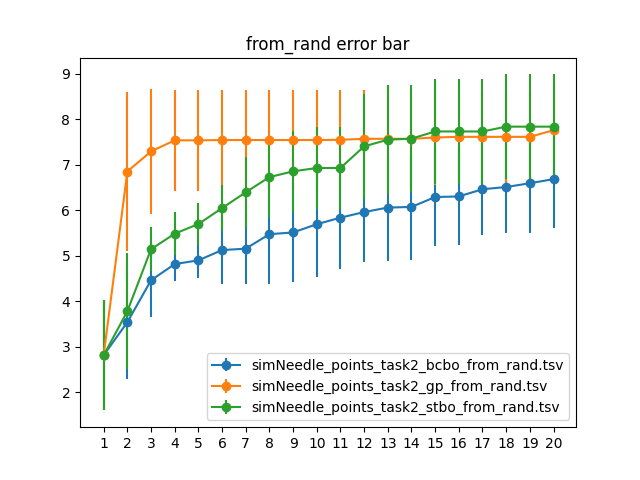 from_rand error bar
9
8
7
6
5
4
3
2
simNeedle_points_task2_bcbo_from_rand.tsv
simNeedle_points_task2_gp_from_rand.tsv
simNeedle_points_task2_stbo_from_rand.tsv
1 2 3 4 5 6 7 8 9 10 11 12 13 14 15 16 17 18 19 20